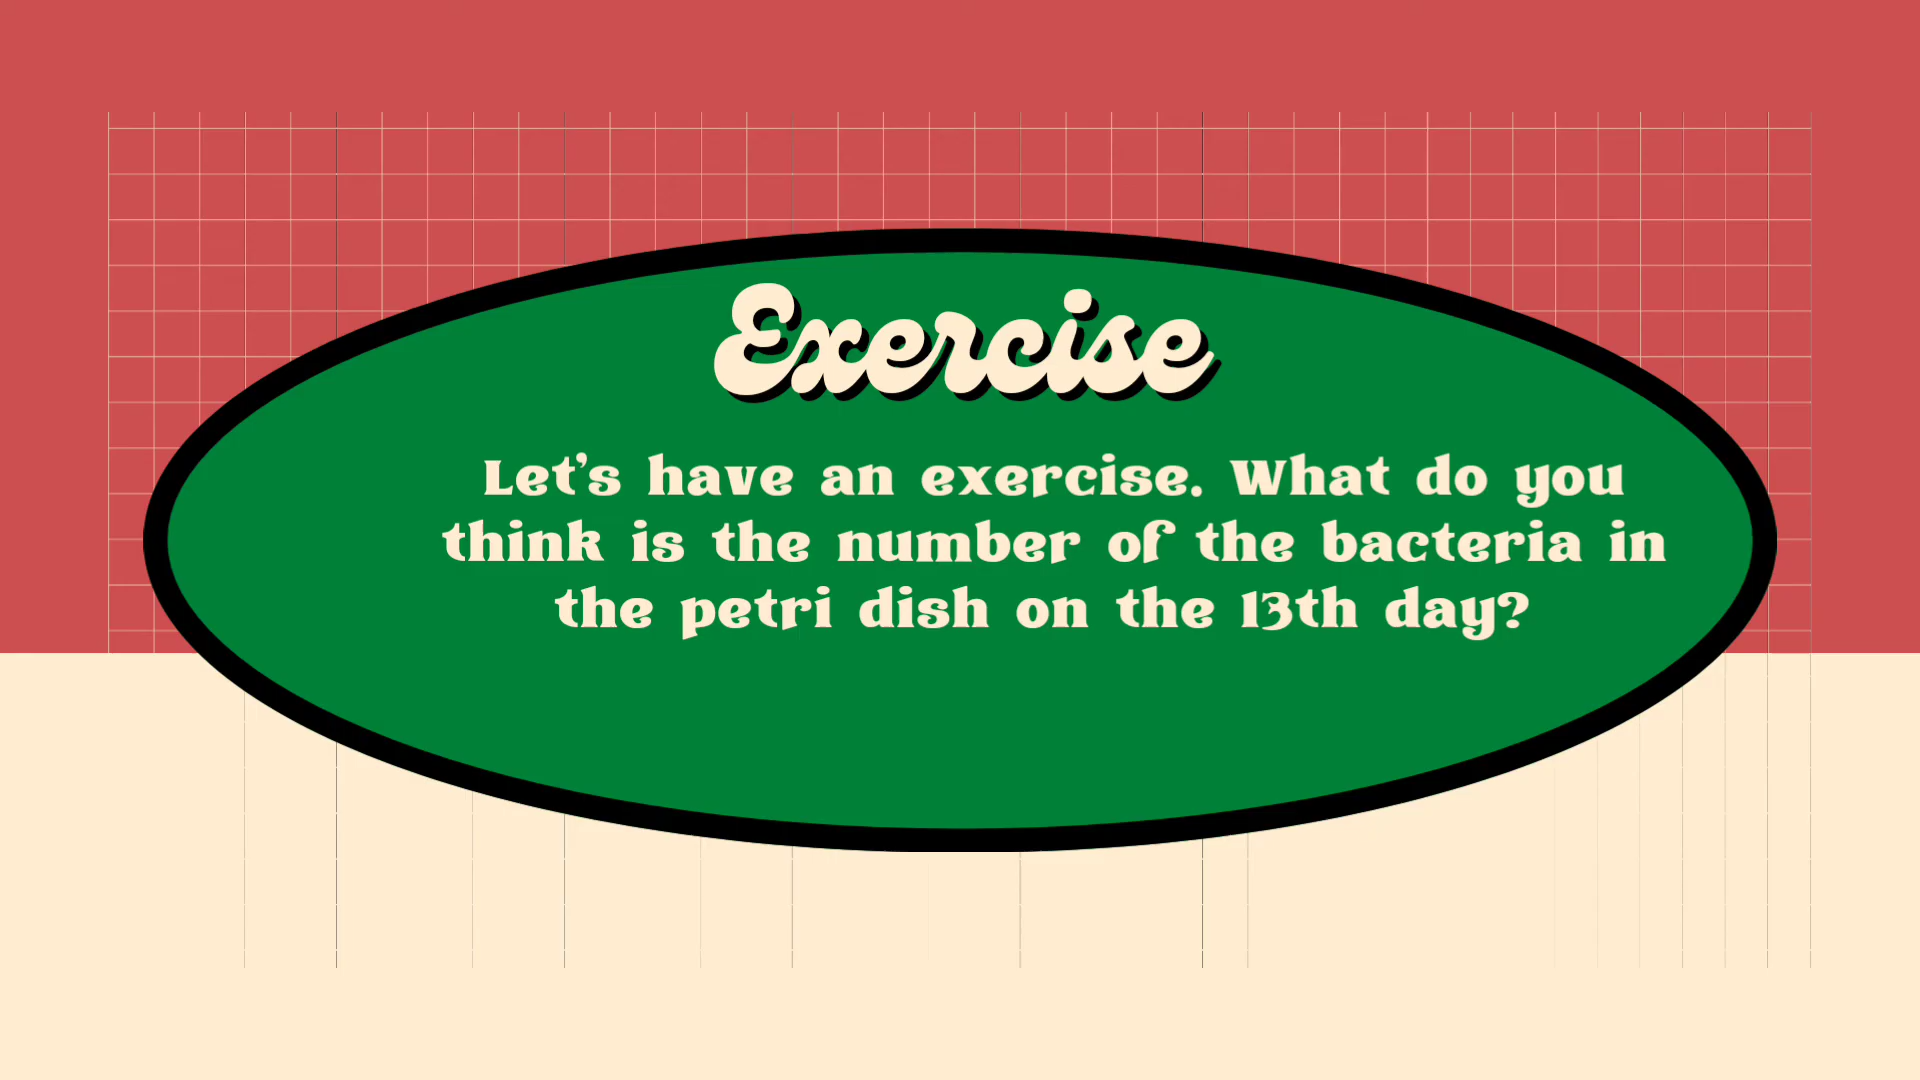 Exercise
Let's have an exercise. What do you
think is the number of the bacteria in
the petri dish on the 13th day?